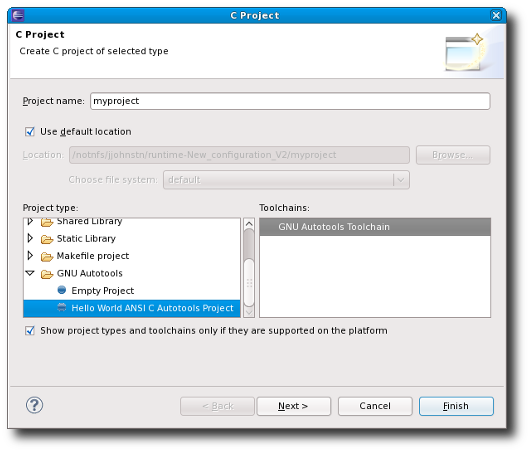 C Project
C Project
Create C project of selected type
Project name: myproject
Use default location
Location: /notnfs/jjohnstn/runtime-New_configuration_V2/myproject Browse...
Choose file system: default
Project type: Toolchains:
Shared Library GNU Autotools Toolchain
Static Library
Makefile project
GNU Autotools
Empty Project
Hello World ANSI C Autotools Project
Show project types and toolchains only if they are supported on the platform
? < Back Next > Cancel Finish